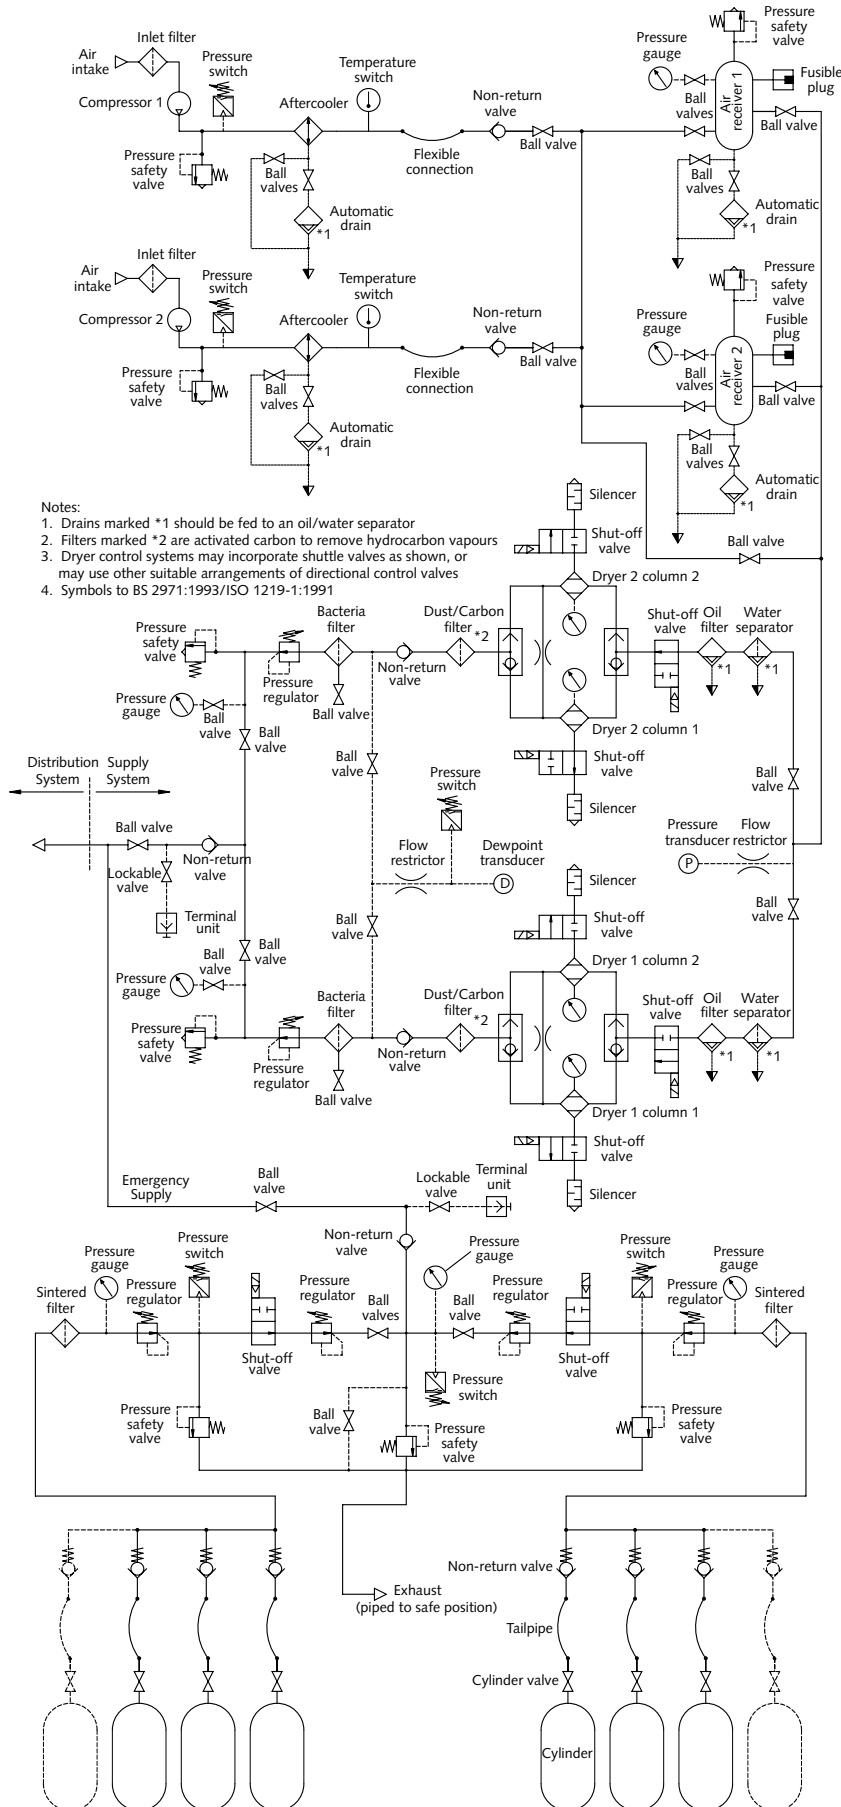 Pressure
safety
valve
Inlet filter
Air
intake
Pressure
switch
Temperature
switch
Pressure
gauge
Fusible
plug
Compressor 1
Aftercooler
Non-return
valve
Ball
valves
Air
receiver 1
Ball valve
Ball valve
Flexible
connection
Pressure
safety
valve
Ball
valves
Ball
valves
Automatic
drain
*1
Automatic
drain
*1
Inlet filter
Air
intake
Pressure
switch
Temperature
switch
Pressure
safety
valve
Compressor 2
Aftercooler
Non-return
valve
Pressure
gauge
Fusible
plug
Ball valve
Ball
valves
Air
receiver 2
Ball valve
Flexible
connection
Pressure
safety
valve
Ball
valves
Automatic
drain
*1
Ball
valves
Automatic
drain
*1
Notes:
1. Drains marked *1 should be fed to an oil/water separator
2. Filters marked *2 are activated carbon to remove hydrocarbon vapours
3. Dryer control systems may incorporate shuttle valves as shown, or
may use other suitable arrangements of directional control valves
4. Symbols to BS 2971:1993/ISO 1219-1:1991
Silencer
Shut-off
valve
Ball valve
Dryer 2 column 2
Pressure
safety
valve
Bacteria
filter
Dust/Carbon
filter
*2
Shut-off
valve
Oil
filter
*1
Water
separator
*1
Pressure
regulator
Non-return
valve
Pressure
gauge
Ball
valve
Ball valve
Dryer 2 column 1
Ball
valve
Ball
valve
Shut-off
valve
Distribution
System
Supply
System
Pressure
switch
Ball
valve
Silencer
Ball valve
Non-return
valve
Lockable
valve
Flow
restrictor
Dewpoint
transducer
D
Pressure
transducer
P
Flow
restrictor
Terminal
unit
Silencer
Ball
valve
Shut-off
valve
Ball
valve
Ball
valve
Ball
valve
Pressure
gauge
Dryer 1 column 2
Pressure
safety
valve
Bacteria
filter
Dust/Carbon
filter
*2
Shut-off
valve
Oil
filter
*1
Water
separator
*1
Pressure
regulator
Non-return
valve
Ball valve
Dryer 1 column 1
Shut-off
valve
Silencer
Emergency
Supply
Ball
valve
Lockable
valve
Terminal
unit
Non-return
valve
Pressure
gauge
Pressure
switch
Pressure
gauge
Pressure
switch
Pressure
gauge
Sintered
filter
Pressure
regulator
Pressure
regulator
Ball
valves
Ball
valve
Pressure
regulator
Pressure
regulator
Sintered
filter
Shut-off
valve
Shut-off
valve
Pressure
switch
Pressure
safety
valve
Ball
valve
Pressure
safety
valve
Pressure
safety
valve
Non-return valve
Exhaust
(piped to safe position)
Tailpipe
Cylinder valve
Cylinder